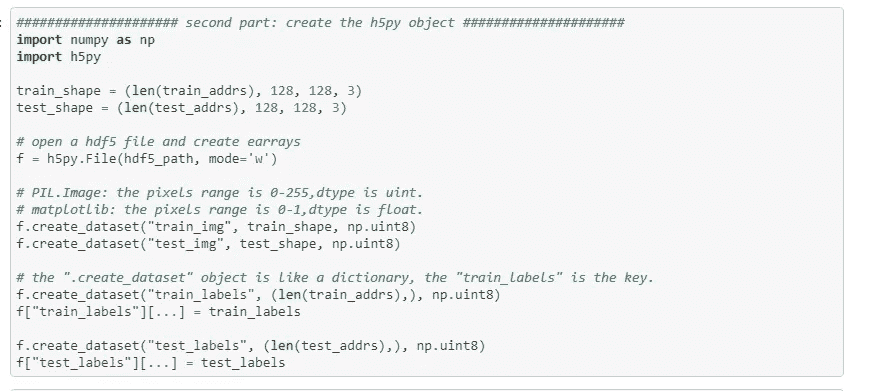 ##################### second part: create the h5py object #####################
import numpy as np
import h5py
train_shape = (len(train_addrs), 128, 128, 3)
test_shape = (len(test_addrs), 128, 128, 3)
# open a hdf5 file and create earrays
f = h5py.File(hdf5_path, mode='w')
# PIL.Image: the pixels range is 0-255,dtype is uint.
# matplotlib: the pixels range is 0-1,dtype is float.
f.create_dataset("train_img", train_shape, np.uint8)
f.create_dataset("test_img", test_shape, np.uint8)
# the ".create_dataset" object is like a dictionary, the "train_labels" is the key.
f.create_dataset("train_labels", (len(train_addrs),), np.uint8)
f["train_labels"][...] = train_labels
f.create_dataset("test_labels", (len(test_addrs),), np.uint8)
f["test_labels"][...] = test_labels